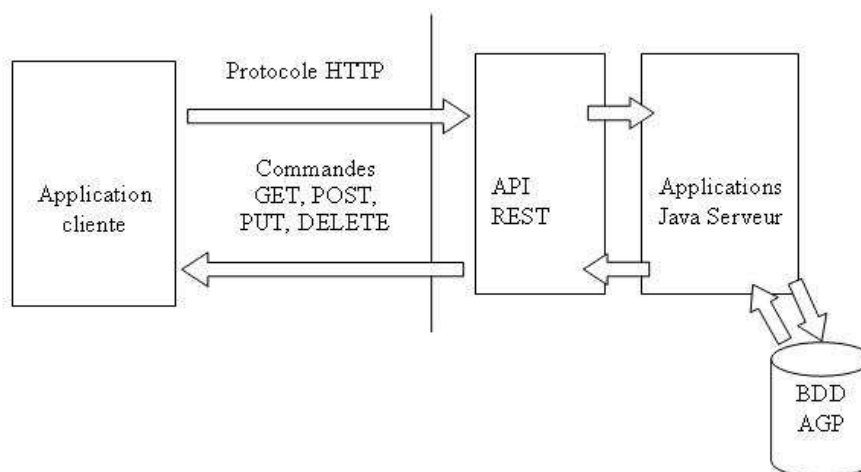 Protocole HTTP
Commandes
GET, POST,
PUT, DELETE
Application
cliente
API
REST
Applications
Java Serveur
BDD
AGP